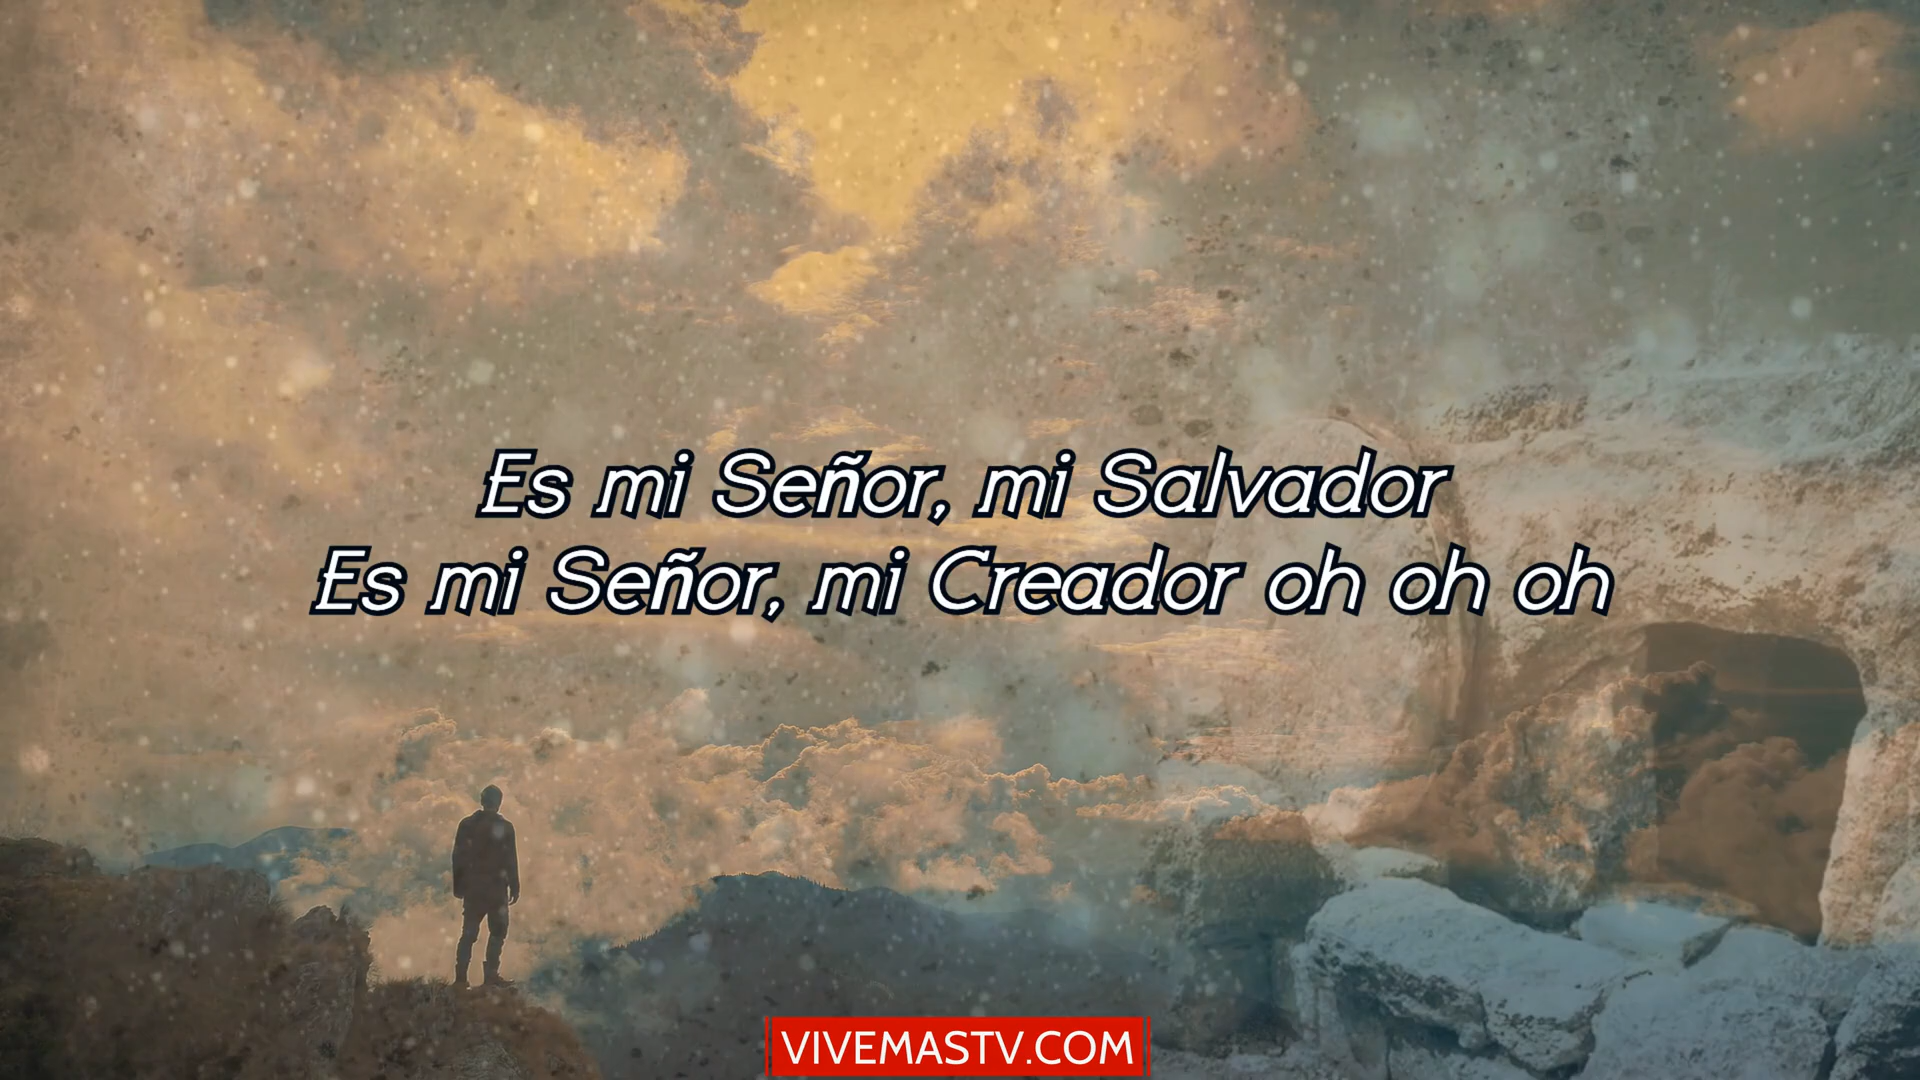 Es mi Señor, mi Salvador
Es mi Señor, mi Creador oh oh oh
VIVEMASTV.COM